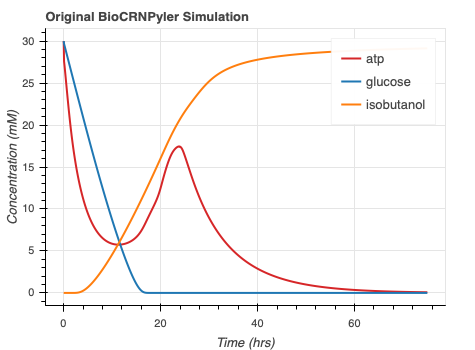 Original BioCRNPyler Simulation
Concentration (mM)
30
25
20
15
10
5
0
atp
glucose
isobutanol
0
20
40
60
Time (hrs)